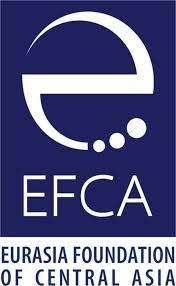 EFCA
EURASIA FOUNDATION
OF CENTRAL ASIA